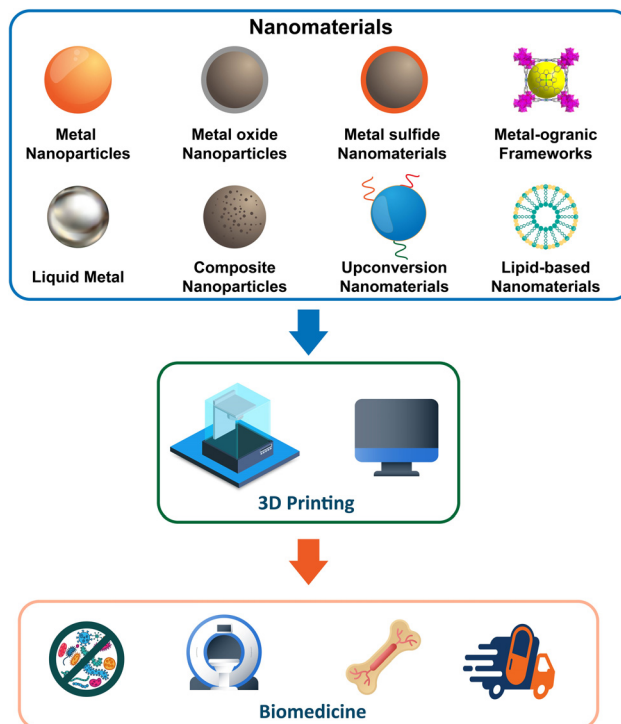 Nanomaterials
Metal
Nanoparticles
Metal oxide
Nanoparticles
Metal sulfide
Nanomaterials
Metal-ogranic
Frameworks
Liquid Metal
Composite
Nanoparticles
Upconversion
Nanomaterials
Lipid-based
Nanomaterials
3D Printing
Biomedicine